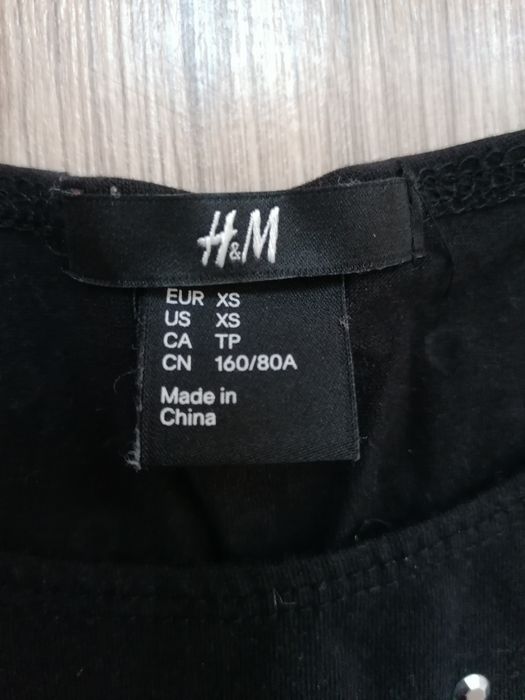 H&M
EUR XS
US XS
CA TP
CN 160/80A
Made in
China